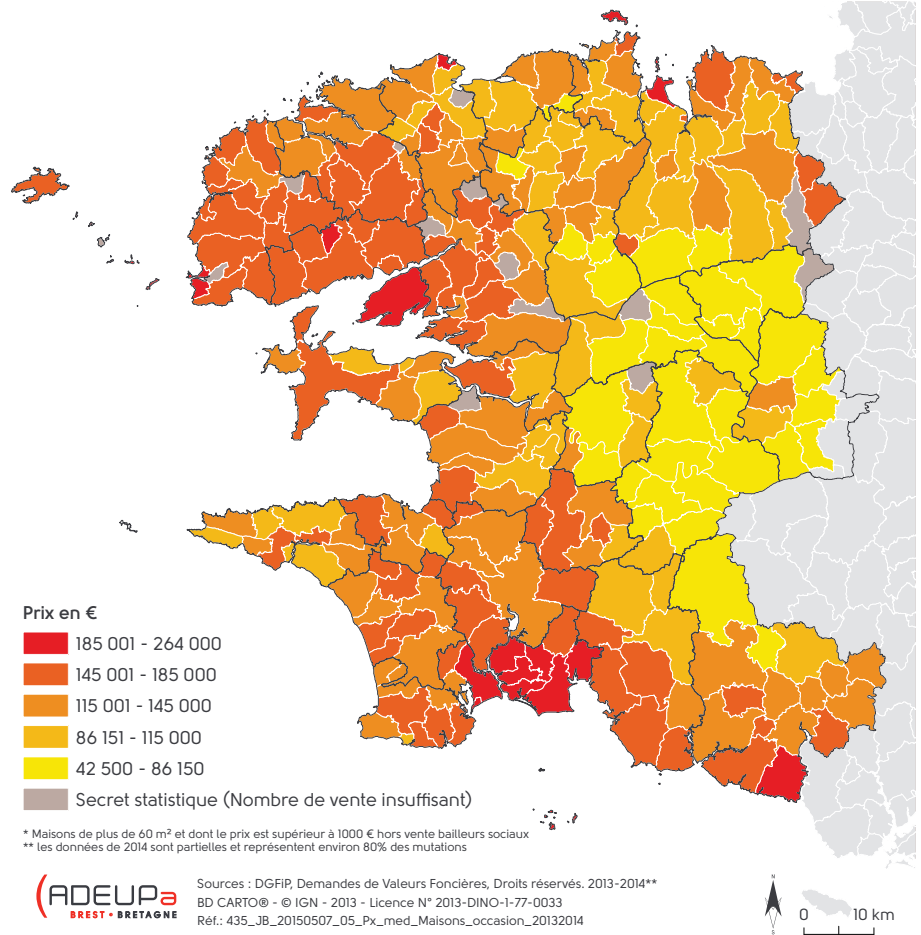 Prix en €
185 001 - 264 000
145 001 - 185 000
115 001 - 145 000
86 151 - 115 000
42 500 - 86 150
Secret statistique (Nombre de vente insuffisant)
* Maisons de plus de 60 m² et dont le prix est supérieur à 1000 € hors vente bailleurs sociaux
** les données de 2014 sont partielles et représentent environ 80% des mutations
ADEUPa
BREST • BRETAGNE
Sources : DGFiP, Demandes de Valeurs Foncières, Droits réservés. 2013-2014**
BD CARTO® - © IGN - 2013 - Licence N° 2013-DINO-1-77-0033
Réf.: 435_JB_20150507_05_Px_med_Maisons_occasion_20132014
N
S
0 10 km